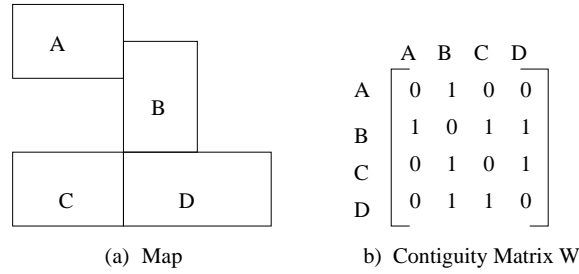 A
B
C
D
(a) Map
A B C D
A 0 1 0 0
B 1 0 1 1
C 0 1 0 1
D 0 1 1 0
b) Contiguity Matrix W